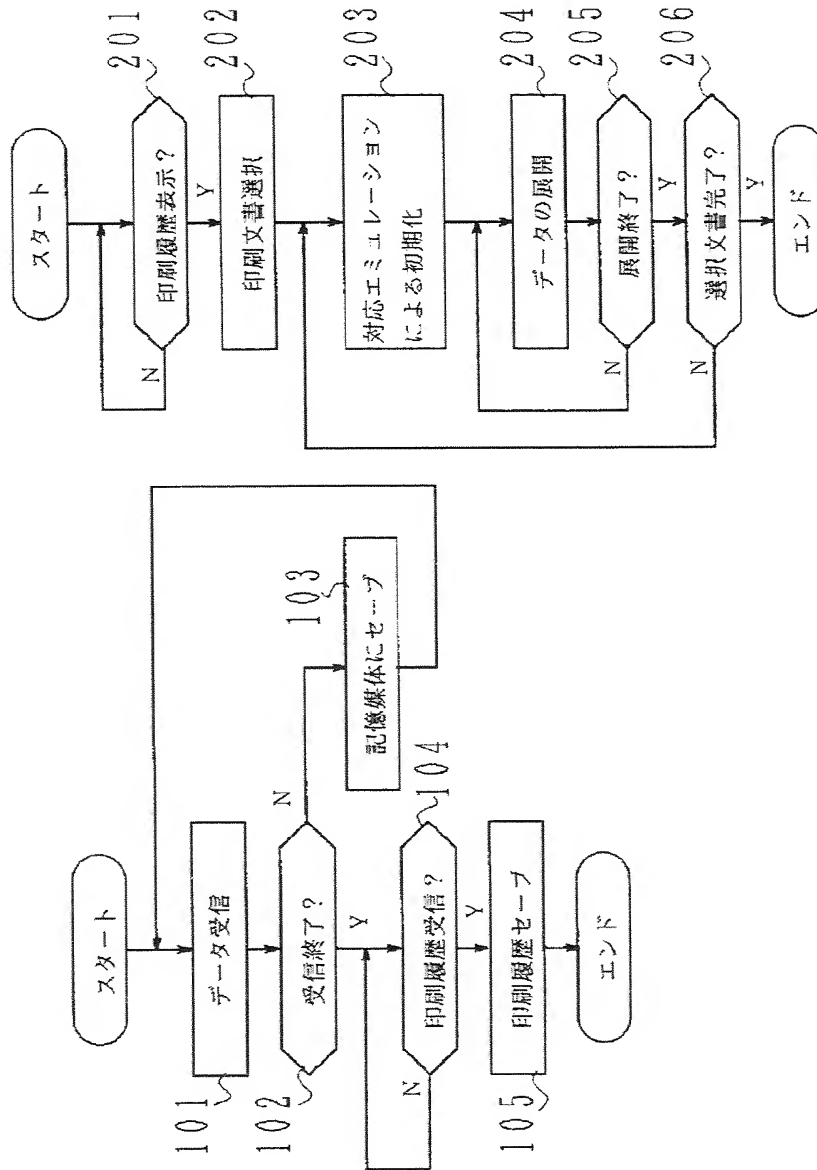 スタート
データ受信
101
受信終了?
102
N
Y
記憶媒体にセーブ
103
印刷履歴受信?
104
N
Y
印刷履歴セーブ
105
エンド
スタート
印刷履歴表示?
201
N
Y
印刷文書選択
202
対応エミュレーション
による初期化
203
データの展開
204
展開終了?
205
N
Y
選択文書完了?
206
N
Y
エンド